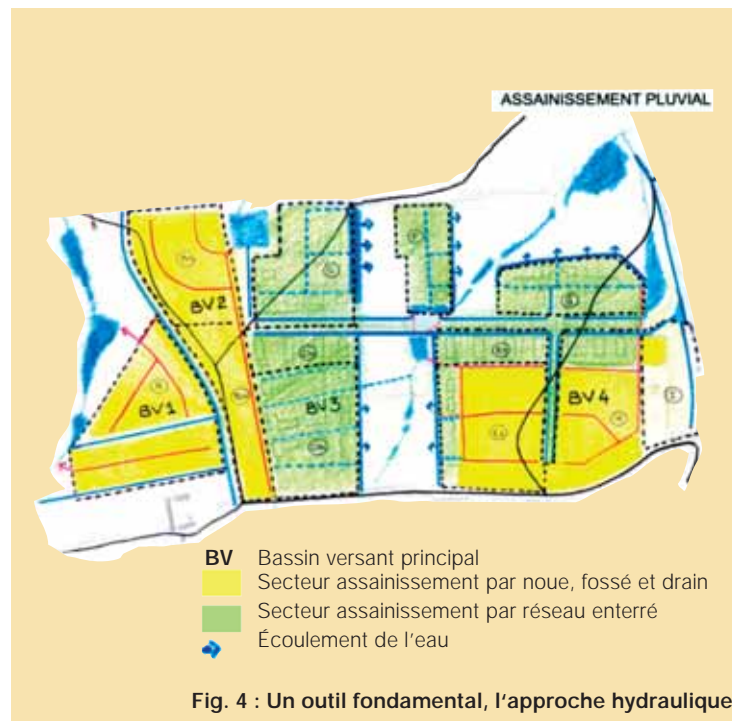 ASSAINISSEMENT PLUVIAL
BV2
BV1
BV3
BV4
BV Bassin versant principal
Secteur assainissement par noue, fossé et drain
Secteur assainissement par réseau enterré
Écoulement de l'eau
Fig. 4 : Un outil fondamental, l'approche hydraulique